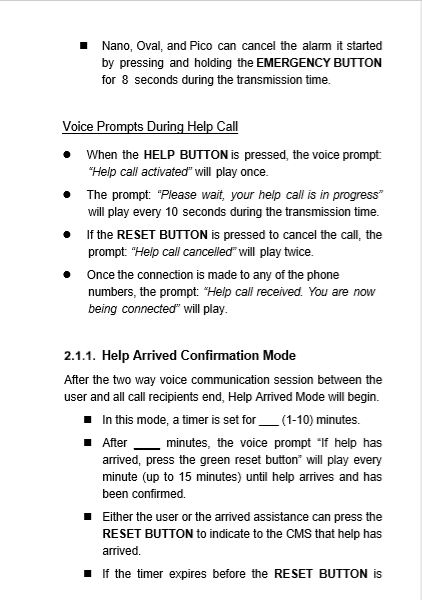 ■ Nano, Oval, and Pico can cancel the alarm it started
by pressing and holding the EMERGENCY BUTTON
for 8 seconds during the transmission time.
Voice Prompts During Help Call
● When the HELP BUTTON is pressed, the voice prompt:
“Help call activated” will play once.
● The prompt: “Please wait, your help call is in progress”
will play every 10 seconds during the transmission time.
● If the RESET BUTTON is pressed to cancel the call, the
prompt: “Help call cancelled” will play twice.
● Once the connection is made to any of the phone
numbers, the prompt: “Help call received. You are now
being connected” will play.
2.1.1. Help Arrived Confirmation Mode
After the two way voice communication session between the
user and all call recipients end, Help Arrived Mode will begin.
■ In this mode, a timer is set for ___ (1-10) minutes.
■ After ____ minutes, the voice prompt “If help has
arrived, press the green reset button” will play every
minute (up to 15 minutes) until help arrives and has
been confirmed.
■ Either the user or the arrived assistance can press the
RESET BUTTON to indicate to the CMS that help has
arrived.
■ If the timer expires before the RESET BUTTON is